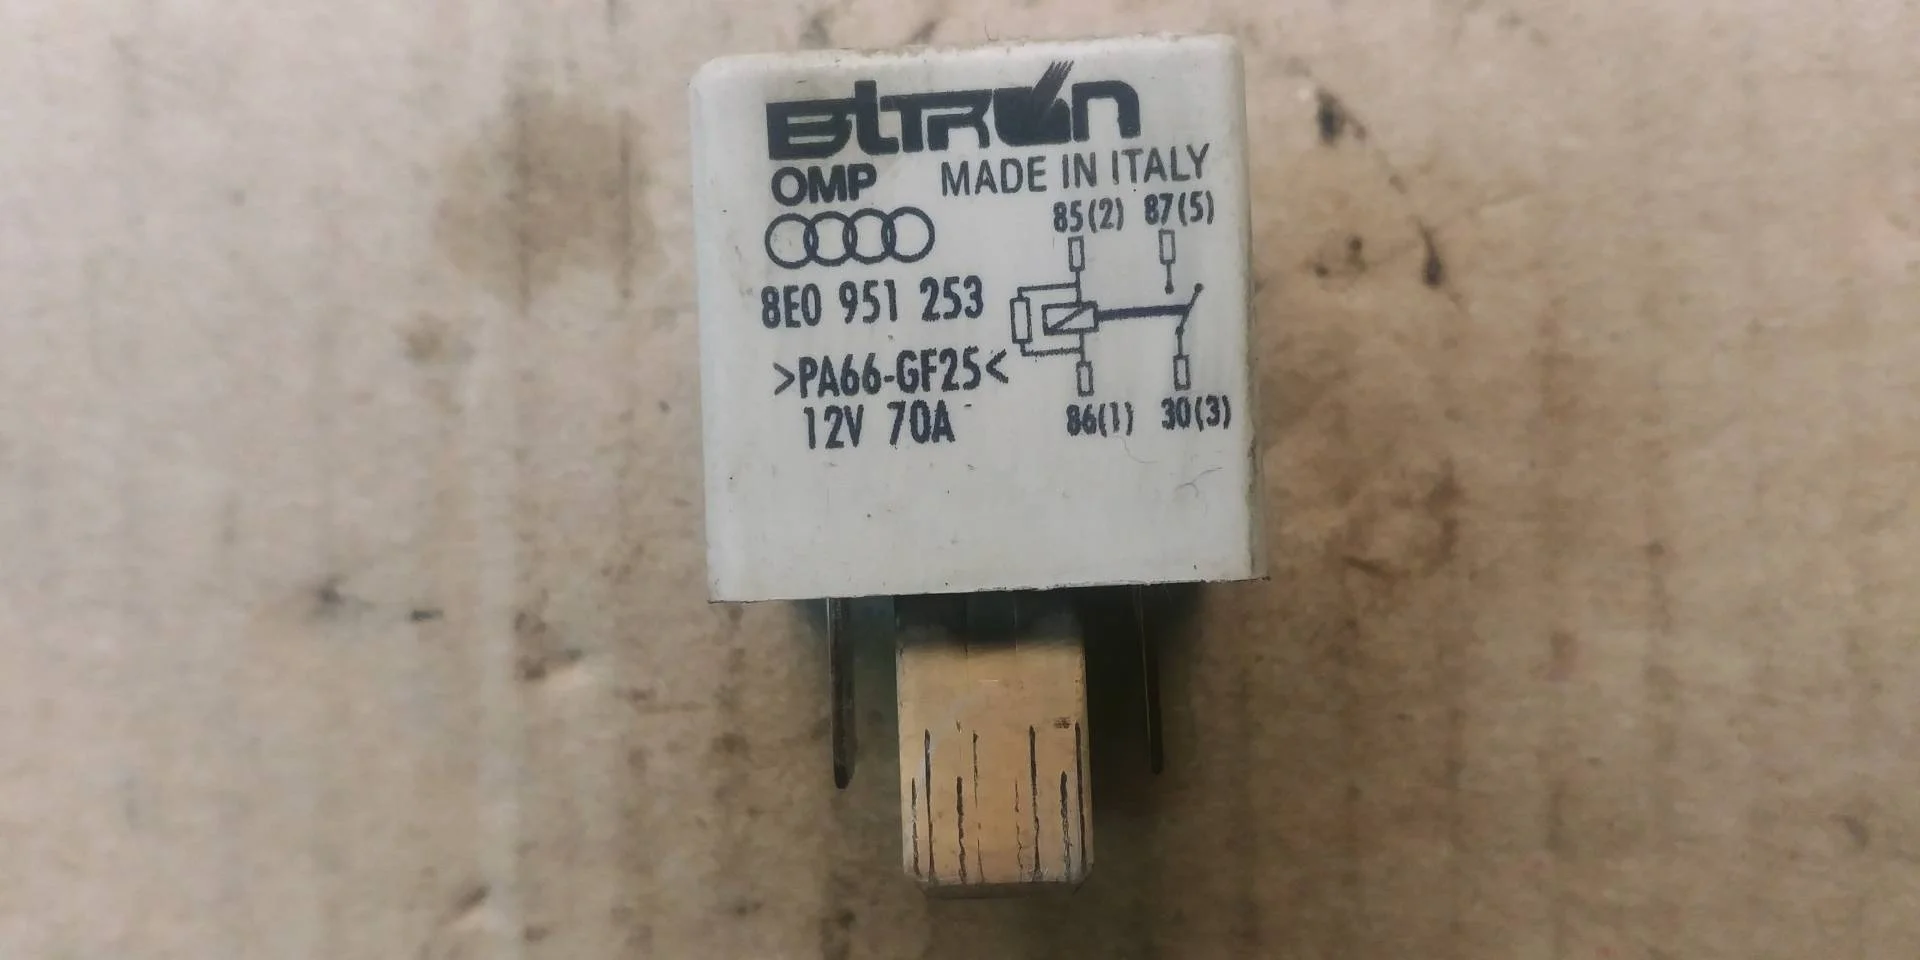 BITRON
OMP MADE IN ITALY
85(2) 87(5)
8E0 951 253
>PA66-GF25<
12V 70A
86(1) 30(3)